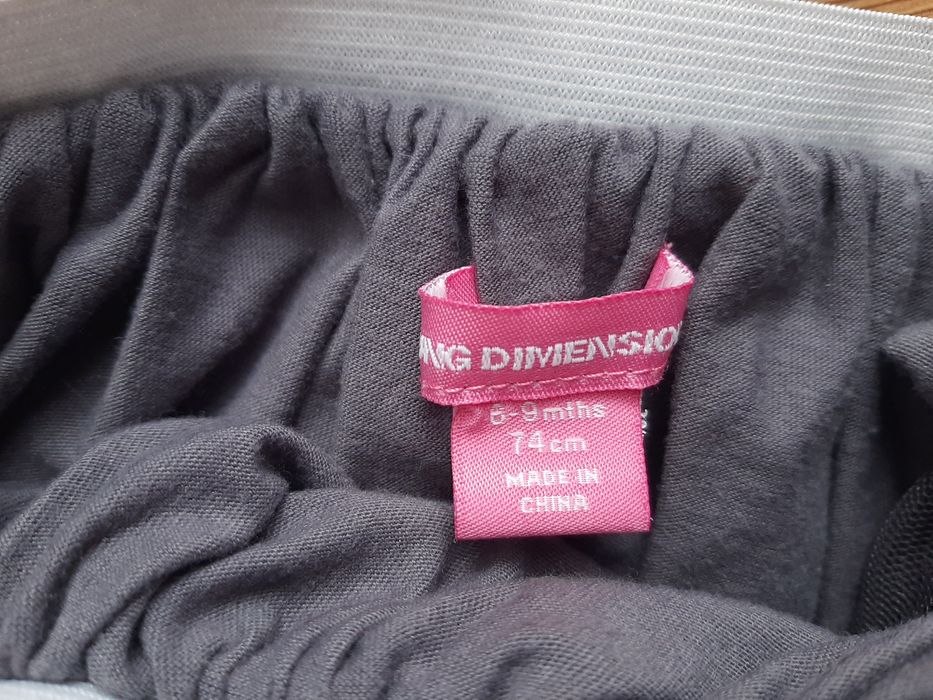 NG DIMENSIO
6-9mths
74cm
MADE IN
CHINA